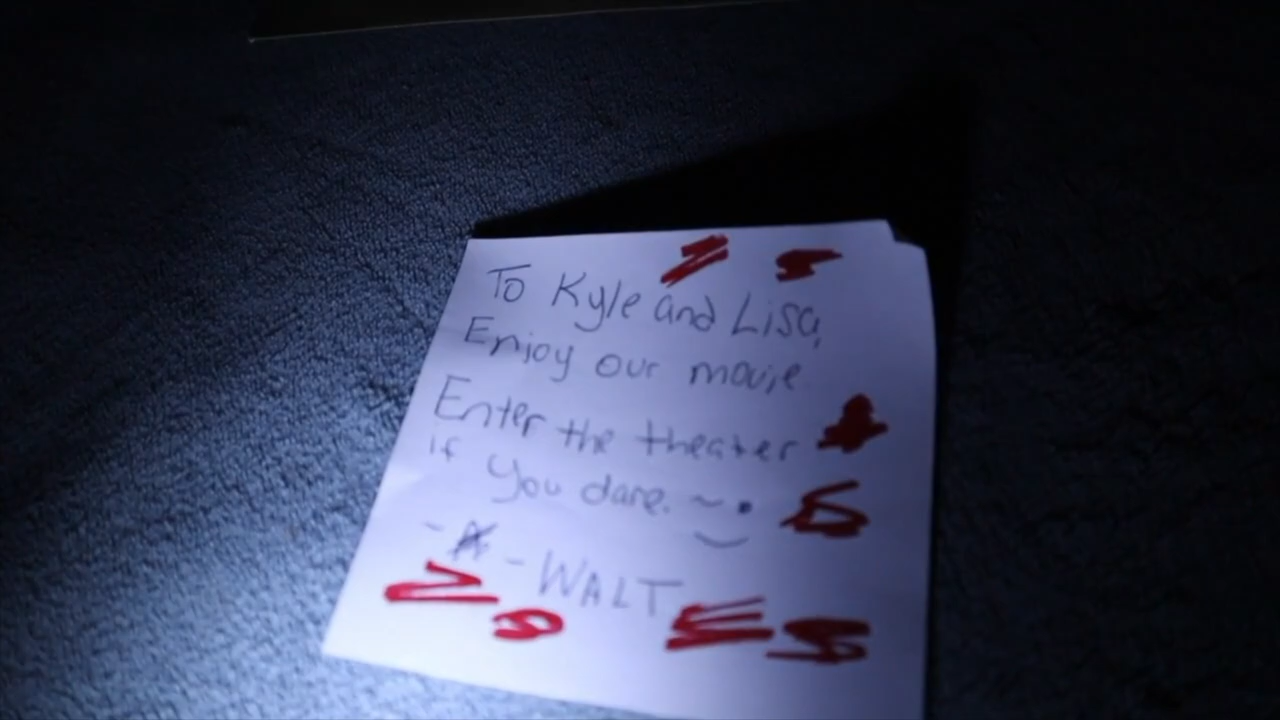 To Kyle and Lisa,
Enjoy our movie.
Enter the theater
if you dare.
- WALT